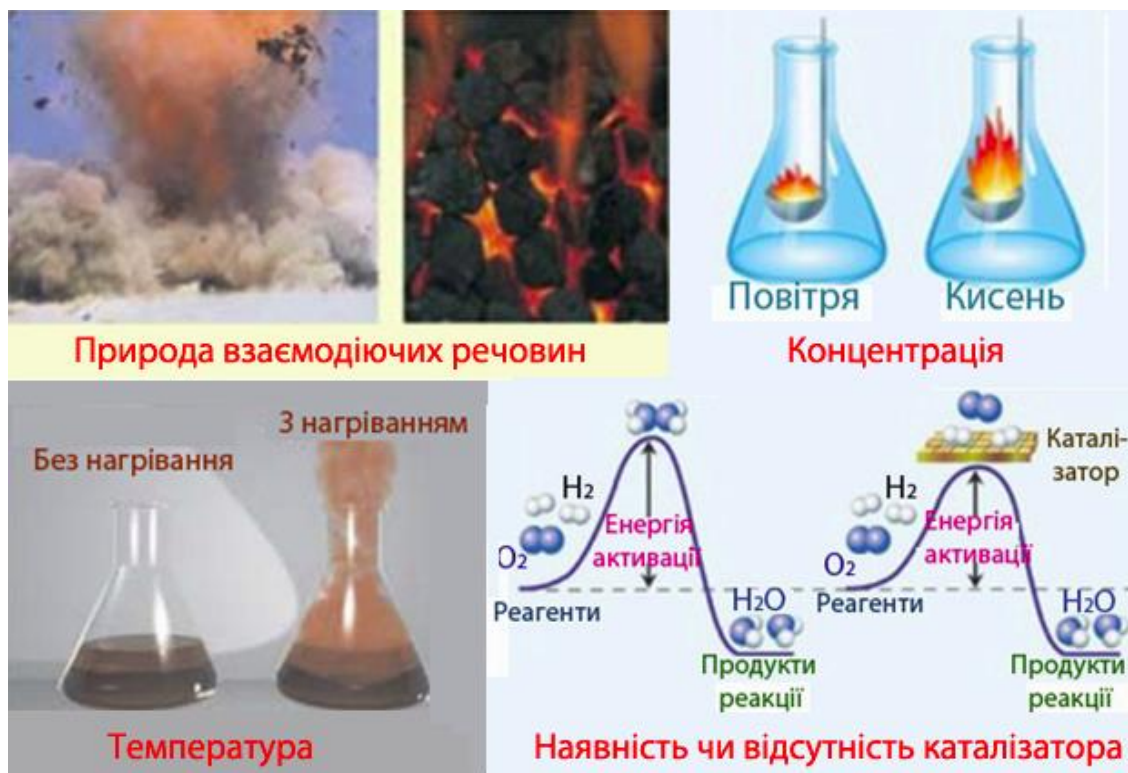 Повітря
Кисень
Природа взаємодіючих речовин
Концентрація
Без нагрівання
З нагріванням
Температура
H₂
O₂
Енергія
активації
Реагенти
H₂O
Продукти
реакції
Каталі-
затор
H₂
O₂
Енергія
активації
Реагенти
H₂O
Продукти
реакції
Наявність чи відсутність каталізатора